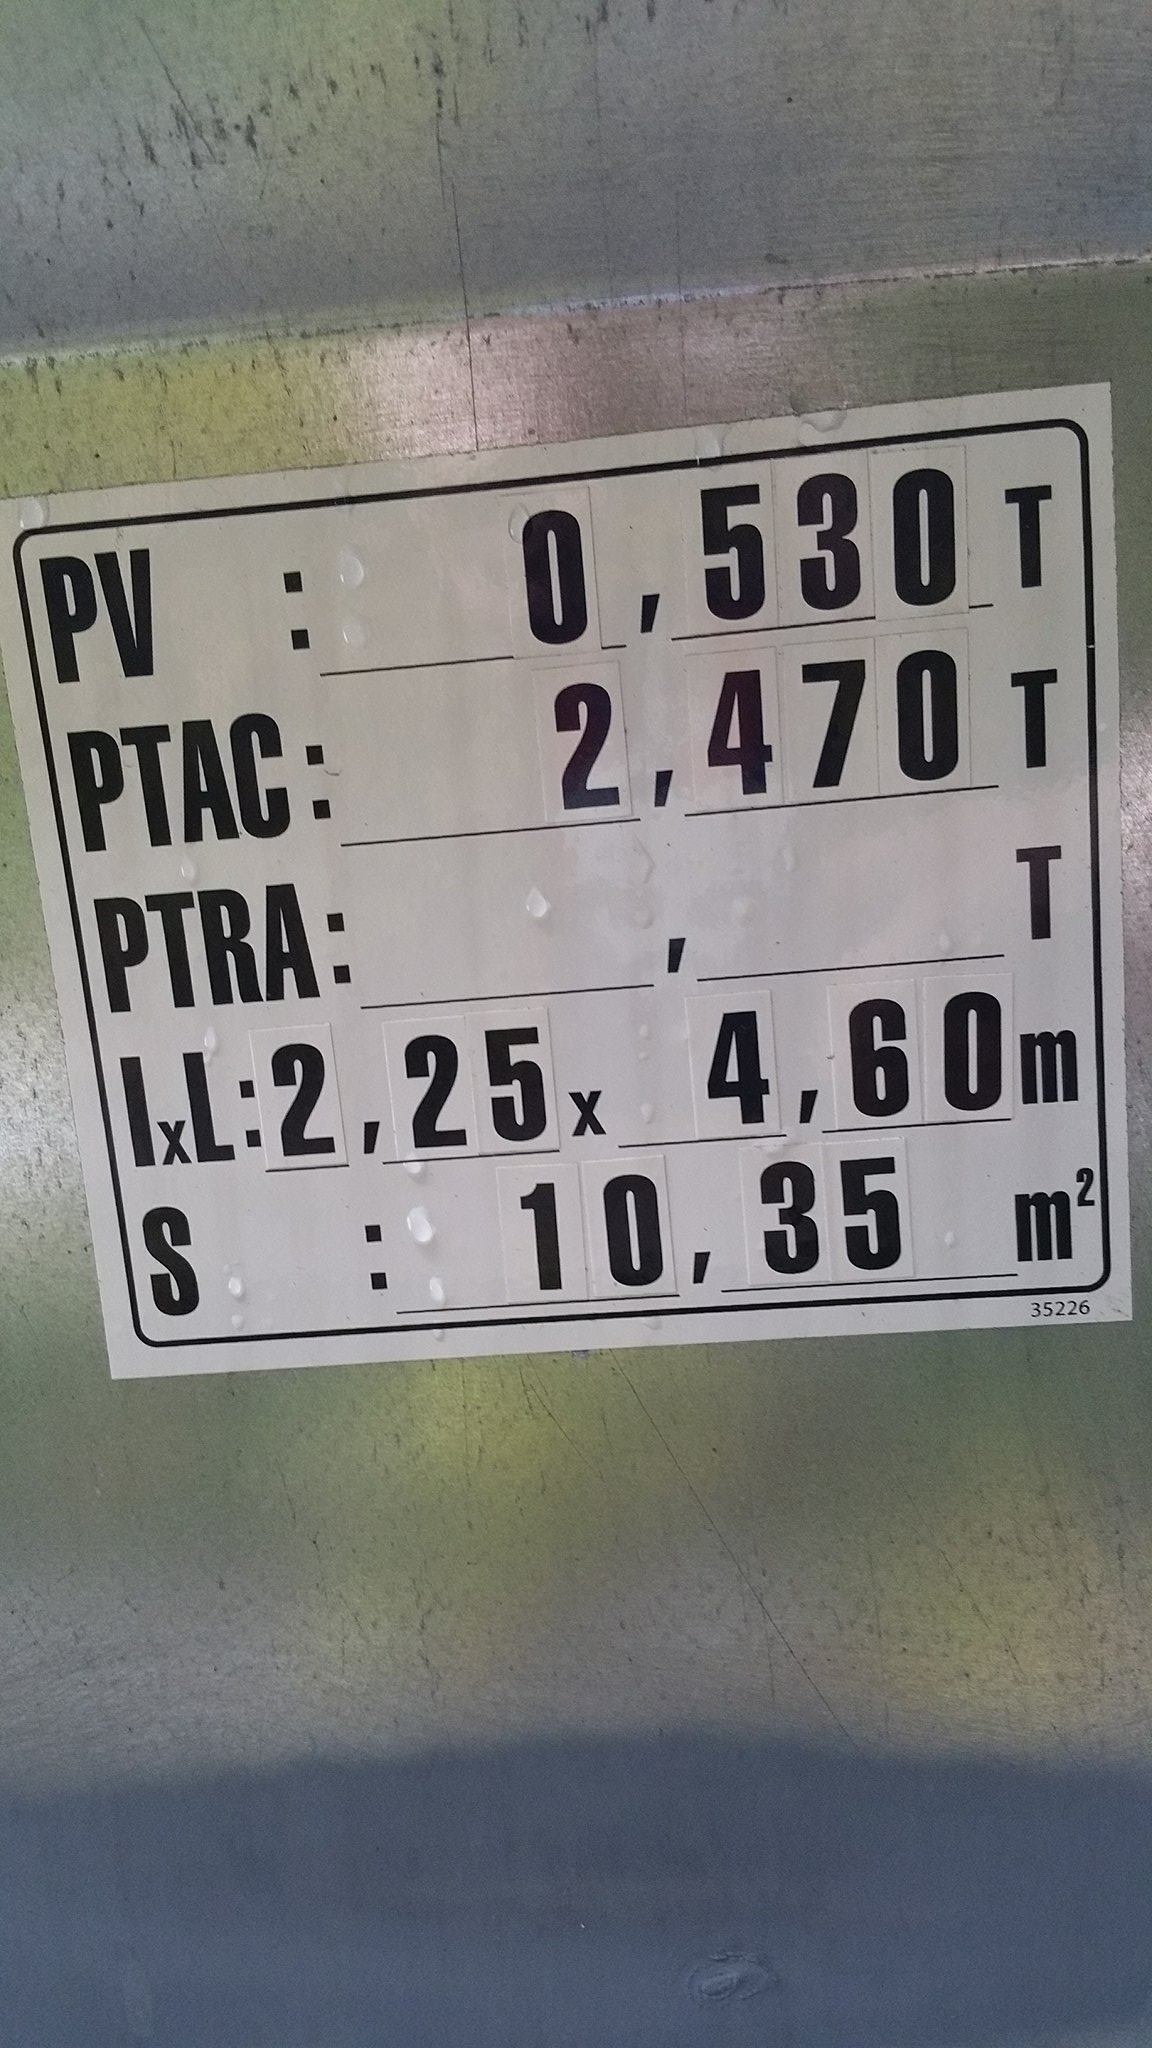 PV : 0,530 T
PTAC : 2,470 T
PTRA : , T
lxL : 2,25 x 4,60 m
S : 10,35 m²
35226